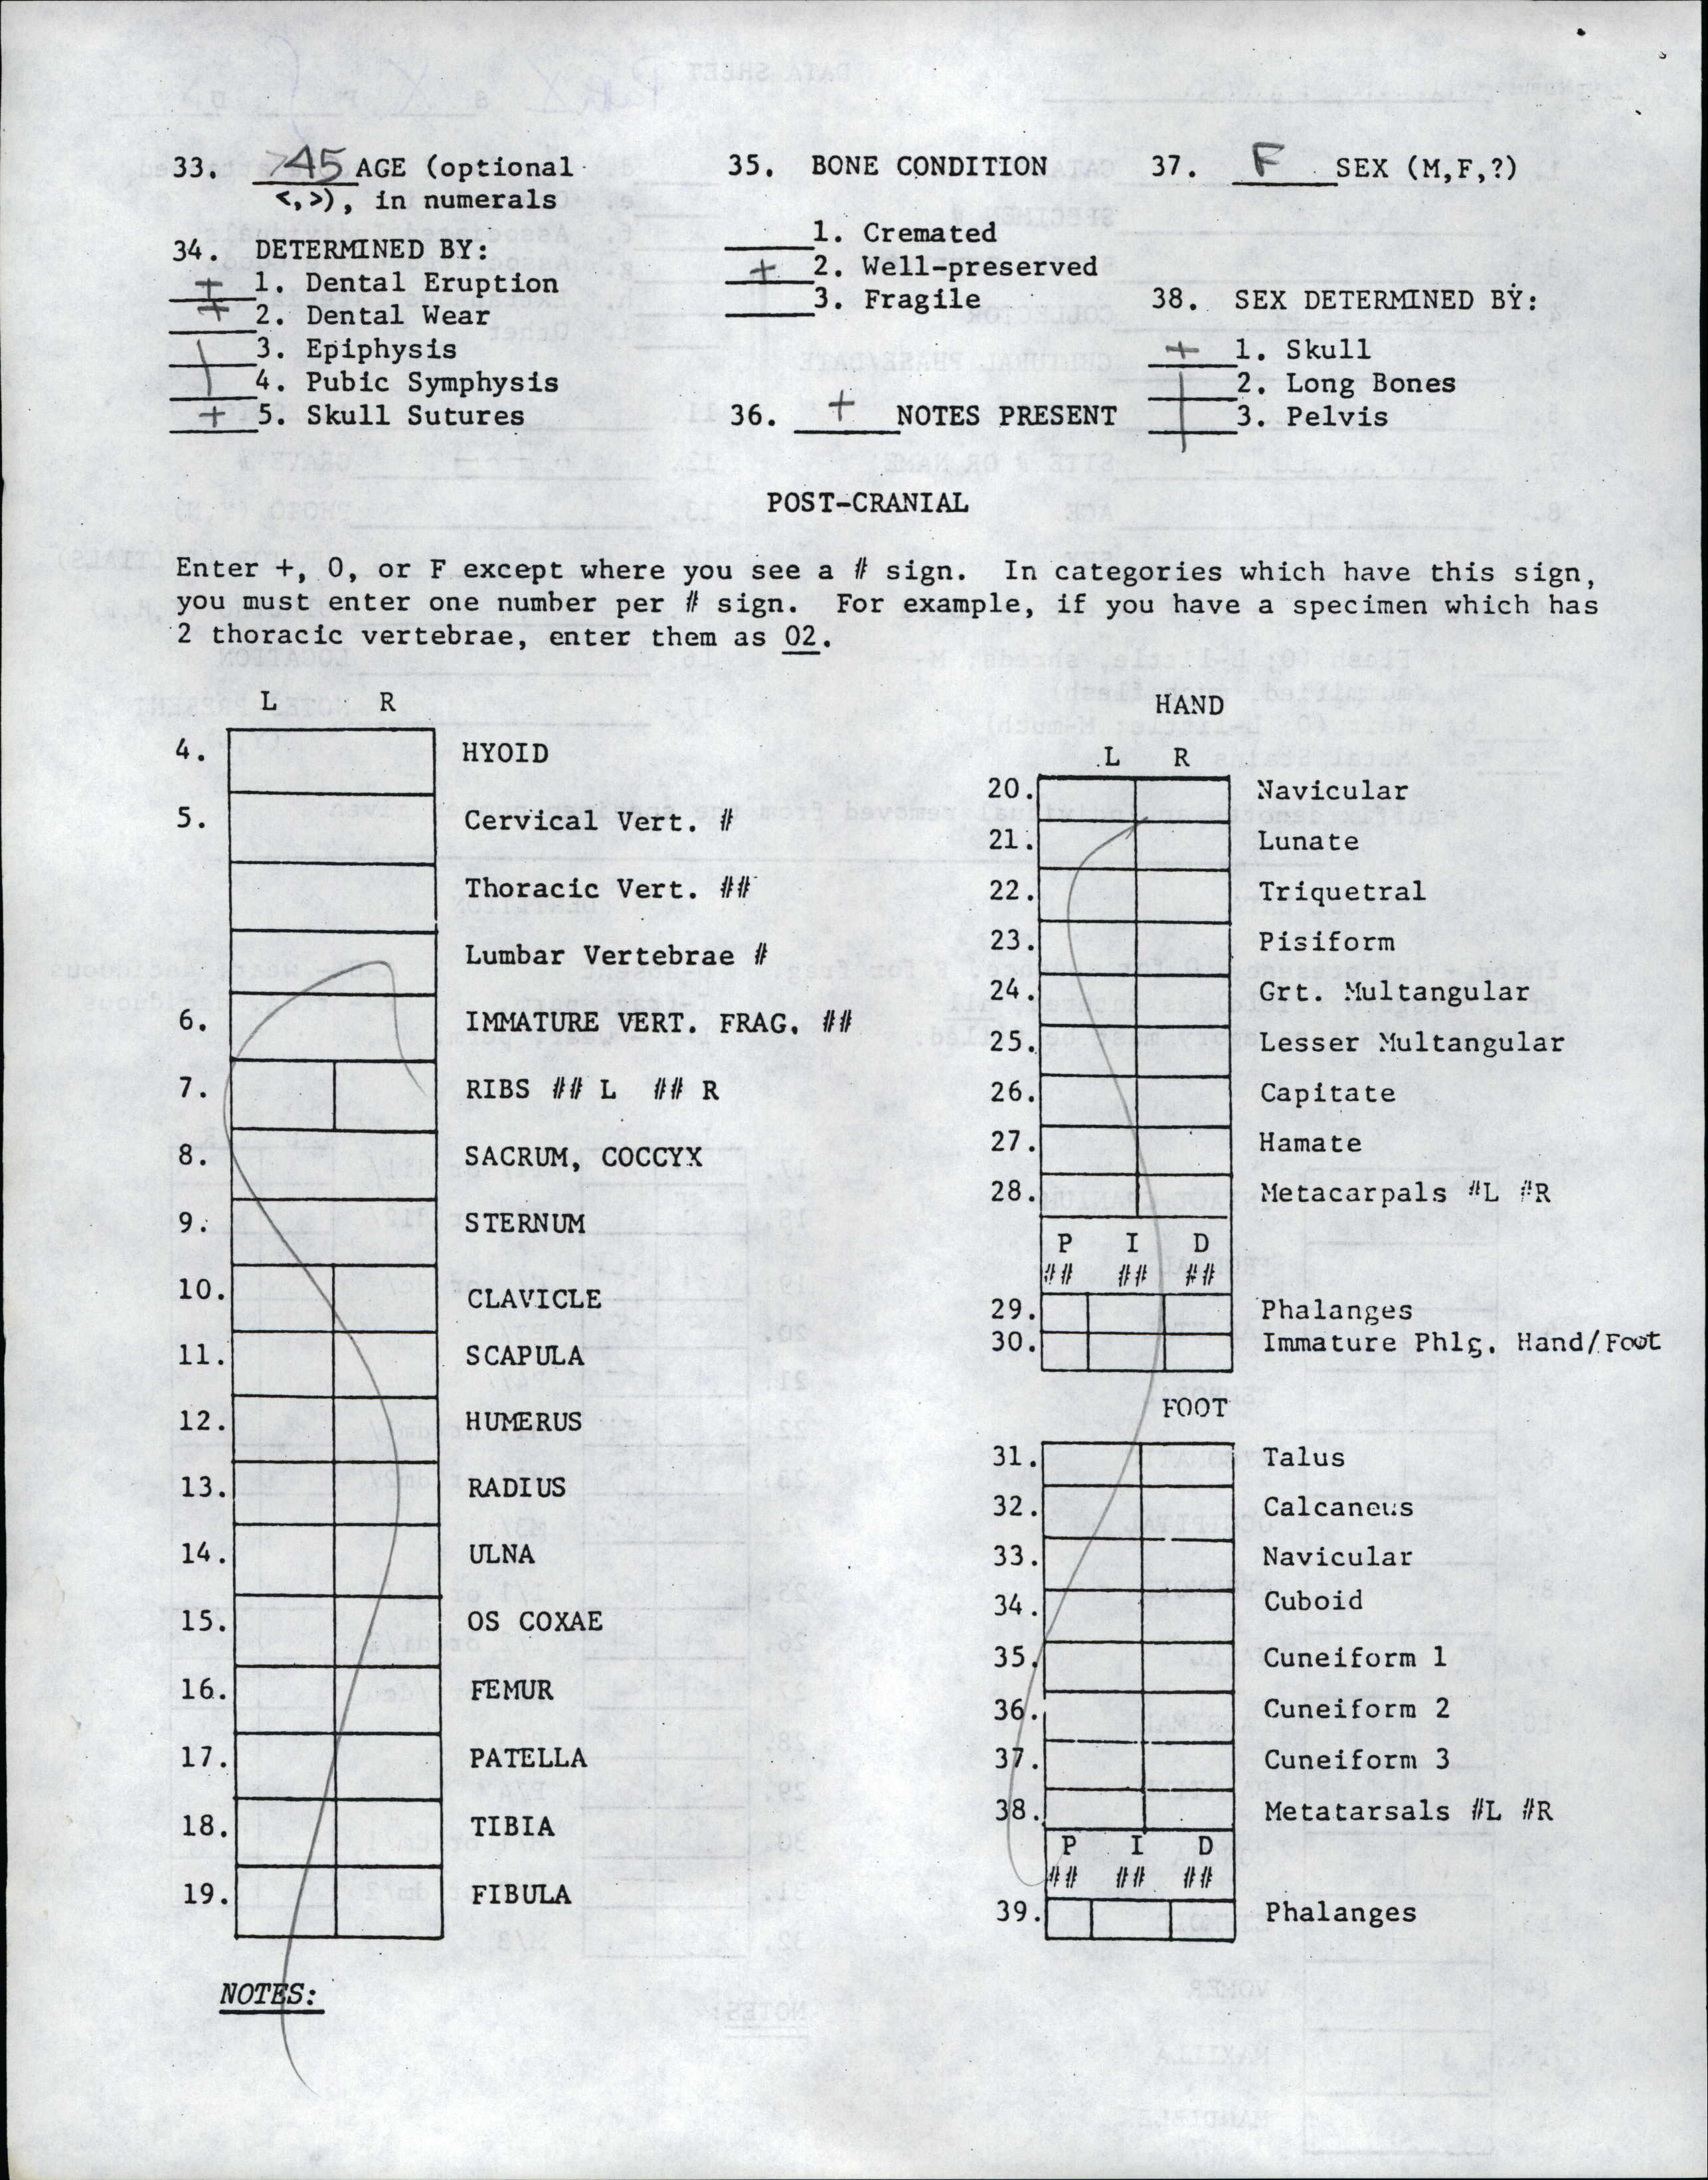 33. >45 AGE (optional
<,>), in numerals
34. DETERMINED BY:
+ 1. Dental Eruption
+ 2. Dental Wear
3. Epiphysis
4. Pubic Symphysis
+ 5. Skull Sutures
35. BONE CONDITION
1. Cremated
+ 2. Well-preserved
3. Fragile
36. + NOTES PRESENT
37. F SEX (M,F,?)
38. SEX DETERMINED BY:
+ 1. Skull
2. Long Bones
3. Pelvis
POST-CRANIAL
Enter +, 0, or F except where you see a # sign. In categories which have this sign,
you must enter one number per # sign. For example, if you have a specimen which has
2 thoracic vertebrae, enter them as 02.
L R
4. HYOID
5. Cervical Vert. #
Thoracic Vert. ##
Lumbar Vertebrae #
6. IMMATURE VERT. FRAG. ##
7. RIBS ## L ## R
8. SACRUM, COCCYX
9. STERNUM
10. CLAVICLE
11. SCAPULA
12. HUMERUS
13. RADIUS
14. ULNA
15. OS COXAE
16. FEMUR
17. PATELLA
18. TIBIA
19. FIBULA
NOTES:
HAND
L R
20. Navicular
21. Lunate
22. Triquetral
23. Pisiform
24. Grt. Multangular
25. Lesser Multangular
26. Capitate
27. Hamate
28. Metacarpals #L #R
P I D
## ## ##
29. Phalanges
30. Immature Phlg. Hand/Foot
FOOT
31. Talus
32. Calcaneus
33. Navicular
34. Cuboid
35. Cuneiform 1
36. Cuneiform 2
37. Cuneiform 3
38. Metatarsals #L #R
P I D
## ## ##
39. Phalanges